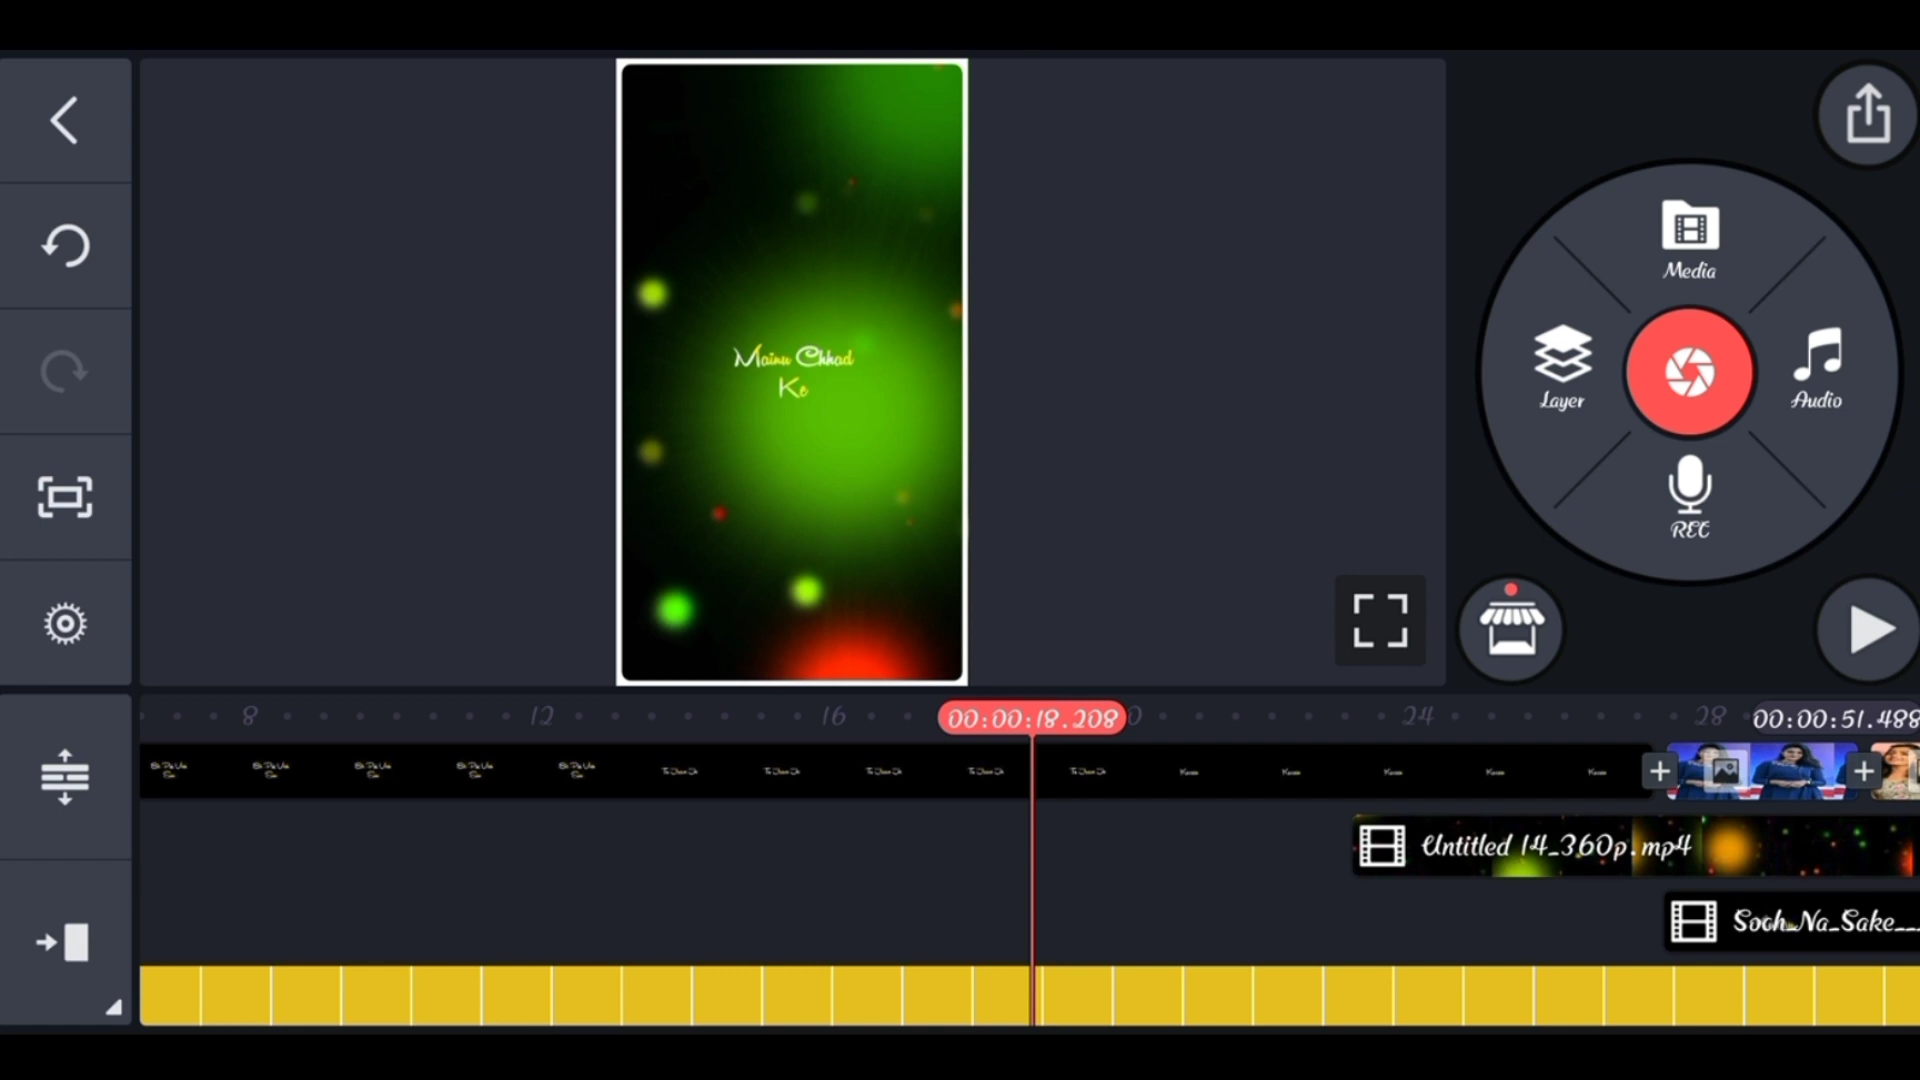 Mainu Chhad
Ke
Media
Layer
Audio
REC
8
12
16
00:00:18.208
24
28
00:00:51.488
Untitled 14_360p.mp4
Soch_Na_Sake__